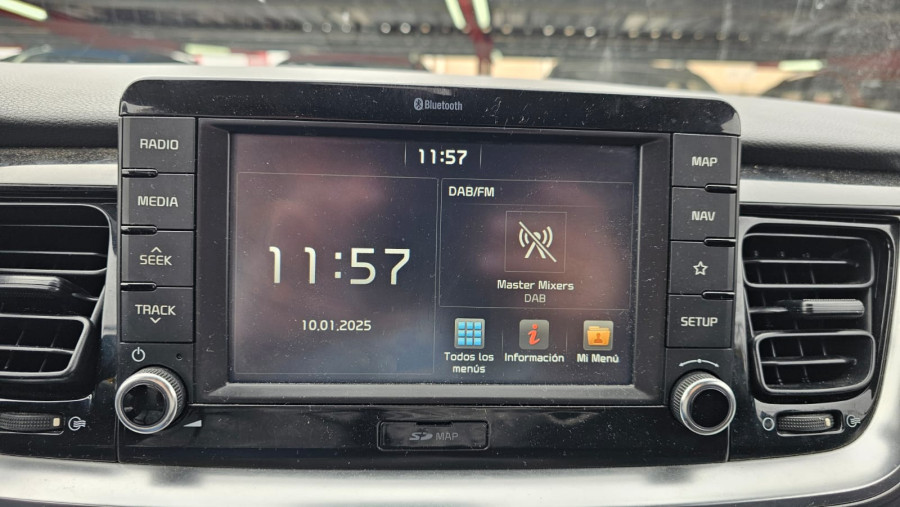 Bluetooth
RADIO
MEDIA
SEEK
TRACK
11:57
11:57
10.01.2025
DAB/FM
Master Mixers
DAB
Todos los
menús
Información
Mi Menú
MAP
NAV
SETUP
SD MAP